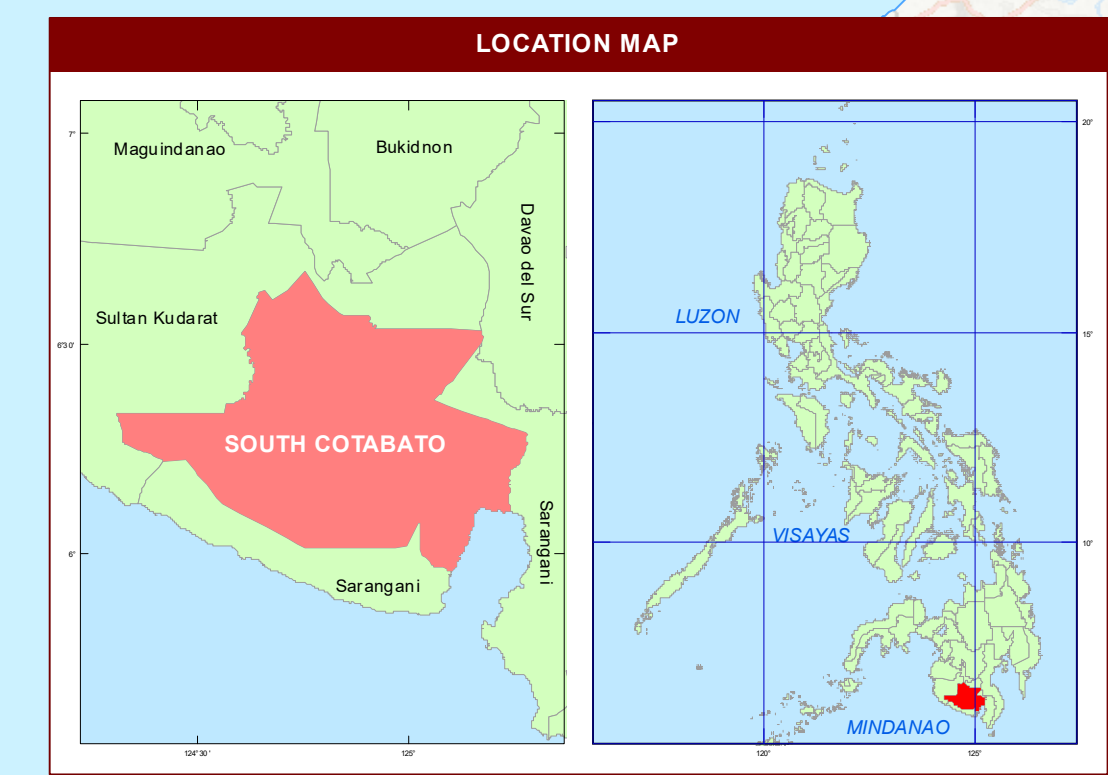 LOCATION MAP
Maguindanao
Bukidnon
Davao del Sur
Sultan Kudarat
SOUTH COTABATO
Sarangani
Sarangani
7°
6°30'
6°
124°30'
125°
LUZON
VISAYAS
MINDANAO
20°
15°
10°
120°
125°